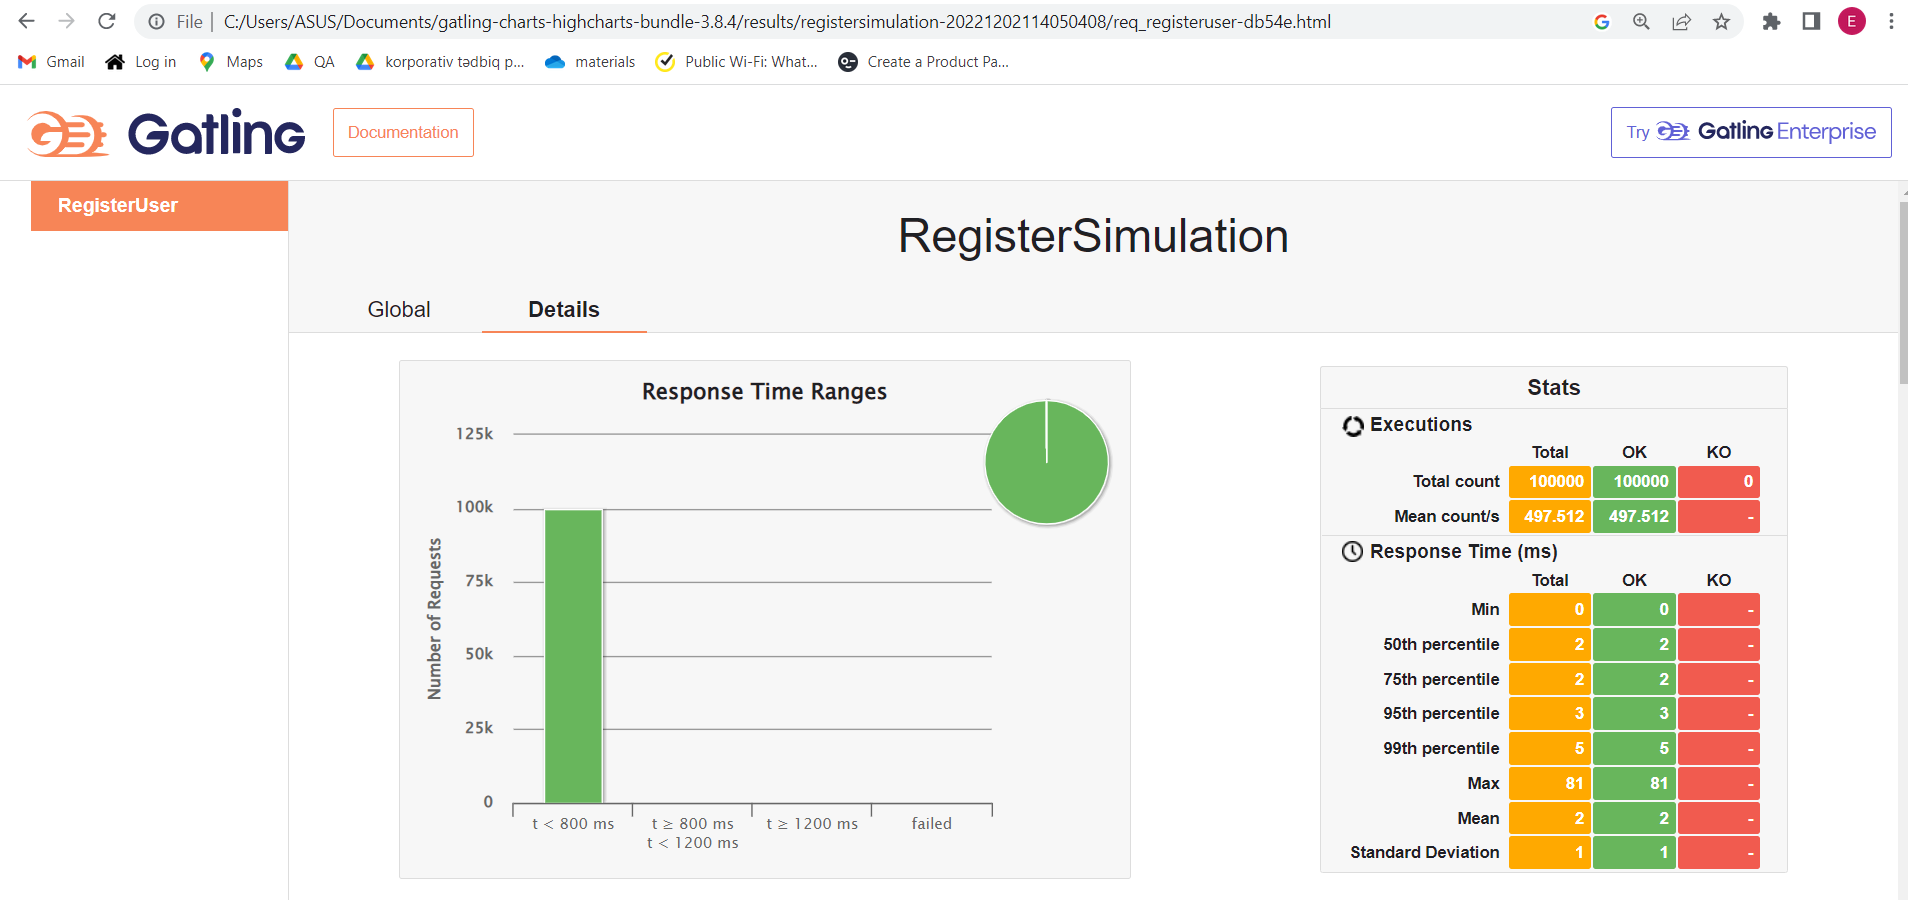 File | C:/Users/ASUS/Documents/gatling-charts-highcharts-bundle-3.8.4/results/registersimulation-20221202114050408/req_registeruser-db54e.html E
Gmail Log in Maps QA korporativ tədbiq p... materials Public Wi-Fi: What... Create a Product Pa...
Gatling Documentation Try Gatling Enterprise
RegisterUser
RegisterSimulation
Global Details
Response Time Ranges
125k
100k
75k
50k
25k
0
Number of Requests
t < 800 ms
t ≥ 800 ms
t < 1200 ms
t ≥ 1200 ms
failed
Stats
Executions
Total OK KO
Total count 100000 100000 0
Mean count/s 497.512 497.512 -
Response Time (ms)
Total OK KO
Min 0 0 -
50th percentile 2 2 -
75th percentile 2 2 -
95th percentile 3 3 -
99th percentile 5 5 -
Max 81 81 -
Mean 2 2 -
Standard Deviation 1 1 -